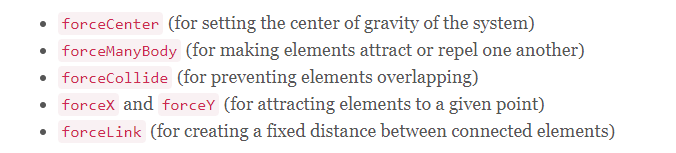 • forceCenter (for setting the center of gravity of the system)
• forceManyBody (for making elements attract or repel one another)
• forceCollide (for preventing elements overlapping)
• forceX and forceY (for attracting elements to a given point)
• forceLink (for creating a fixed distance between connected elements)